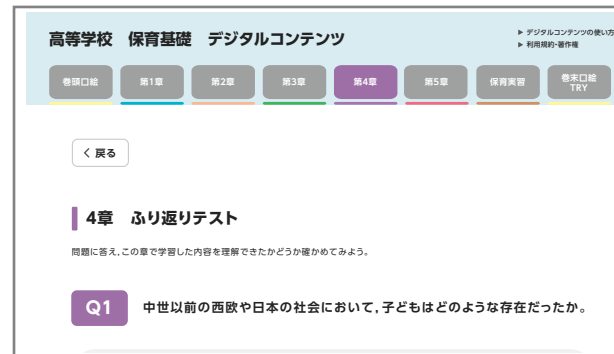 高等学校　保育基礎　デジタルコンテンツ
▶ デジタルコンテンツの使い方
▶ 利用規約・著作権
巻頭口絵
第1章
第2章
第3章
第4章
第5章
保育実習
巻末口絵
TRY
く 戻る
4章　ふり返りテスト
問題に答え,この章で学習した内容を理解できたかどうか確かめてみよう。
Q1
中世以前の西欧や日本の社会において,子どもはどのような存在だったか。